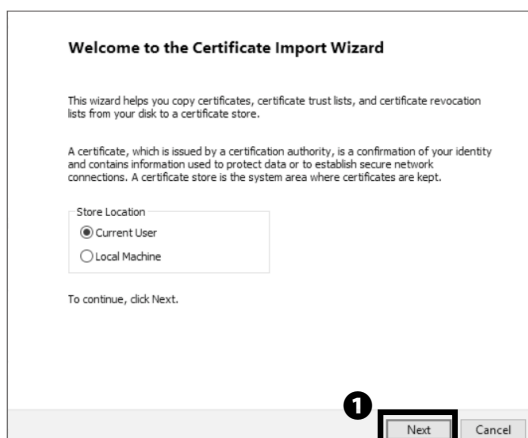 Welcome to the Certificate Import Wizard
This wizard helps you copy certificates, certificate trust lists, and certificate revocation
lists from your disk to a certificate store.
A certificate, which is issued by a certification authority, is a confirmation of your identity
and contains information used to protect data or to establish secure network
connections. A certificate store is the system area where certificates are kept.
Store Location
Current User
Local Machine
To continue, click Next.
1
Next Cancel